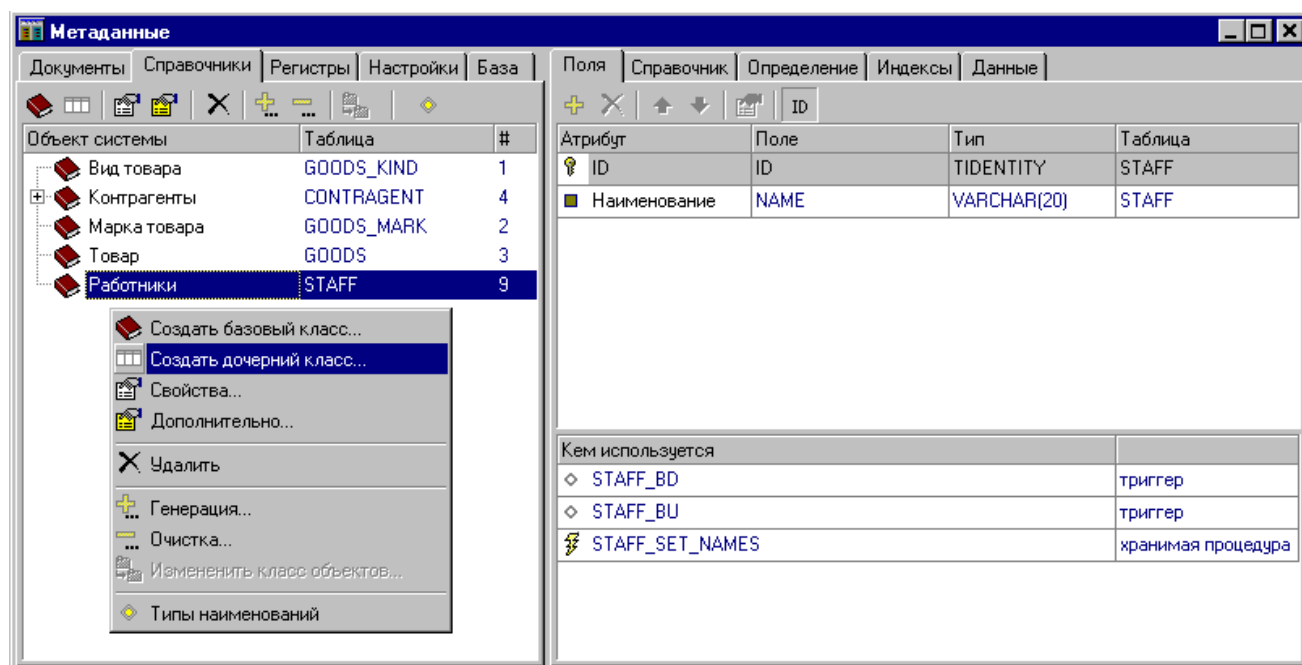 Метаданные
Документы Справочники Регистры Настройки База
Объект системы Таблица #
Вид товара GOODS_KIND 1
Контрагенты CONTRAGENT 4
Марка товара GOODS_MARK 2
Товар GOODS 3
Работники STAFF 9
Создать базовый класс...
Создать дочерний класс...
Свойства...
Дополнительно...
Удалить
Генерация...
Очистка...
Измененить класс объектов...
Типы наименований
Поля Справочник Определение Индексы Данные
ID
Атрибут Поле Тип Таблица
ID ID TIDENTITY STAFF
Наименование NAME VARCHAR(20) STAFF
Кем используется
STAFF_BD триггер
STAFF_BU триггер
STAFF_SET_NAMES хранимая процедура